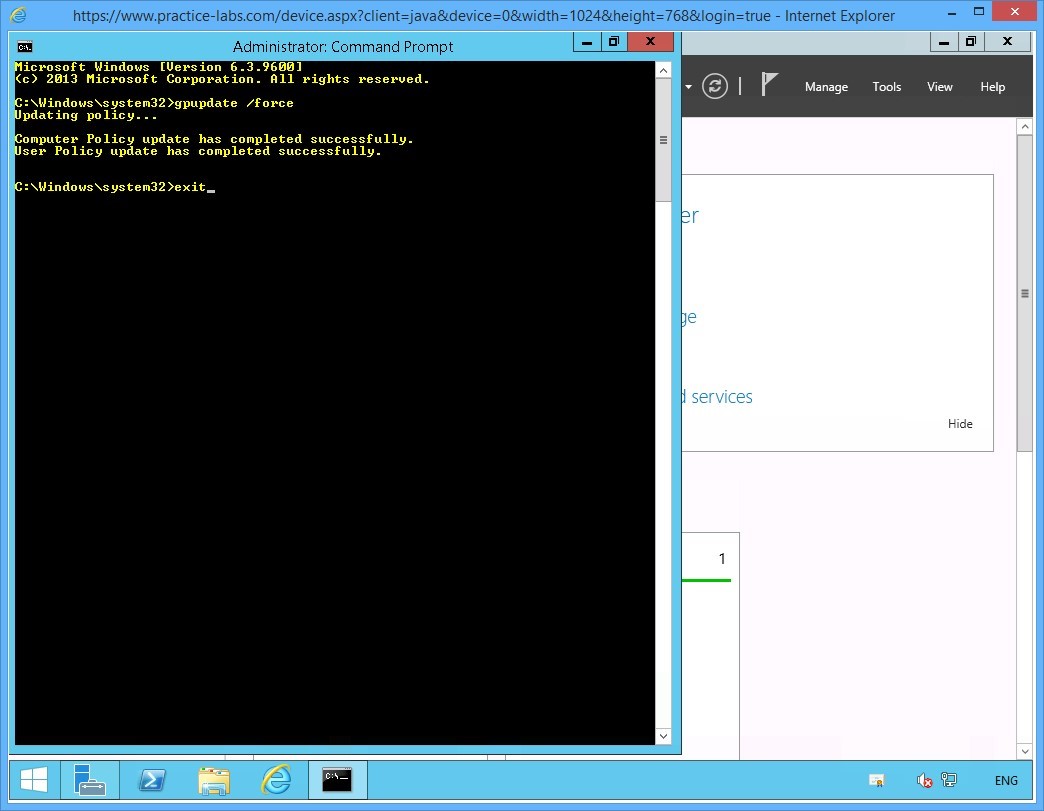 https://www.practice-labs.com/device.aspx?client=java&device=0&width=1024&height=768&login=true - Internet Explorer
Administrator: Command Prompt
Microsoft Windows [Version 6.3.9600]
(c) 2013 Microsoft Corporation. All rights reserved.
C:\Windows\system32>gpupdate /force
Updating policy...
Computer Policy update has completed successfully.
User Policy update has completed successfully.
C:\Windows\system32>exit_
Manage Tools View Help
er
ge
d services
Hide
1
ENG